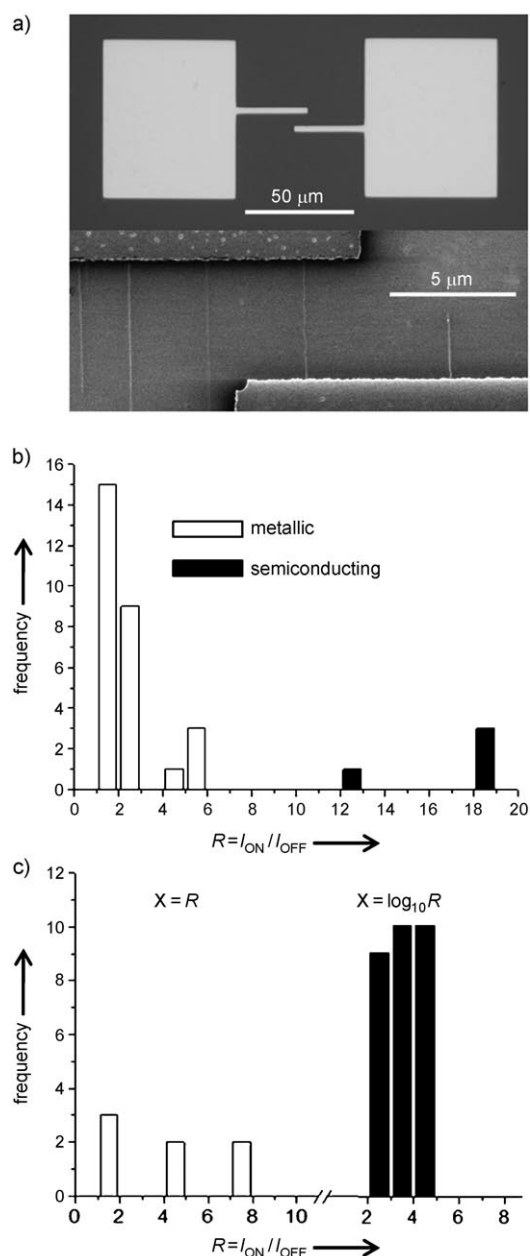 a)
50 μm
5 μm
b)
16
14
12
10
8
6
4
2
0
frequency
metallic
semiconducting
0 2 4 6 8 10 12 14 16 18 20
R=I_ON/I_OFF
c)
12
10
8
6
4
2
0
frequency
X=R
X=log₁₀R
0 2 4 6 8 10 2 4 6 8
R=I_ON/I_OFF